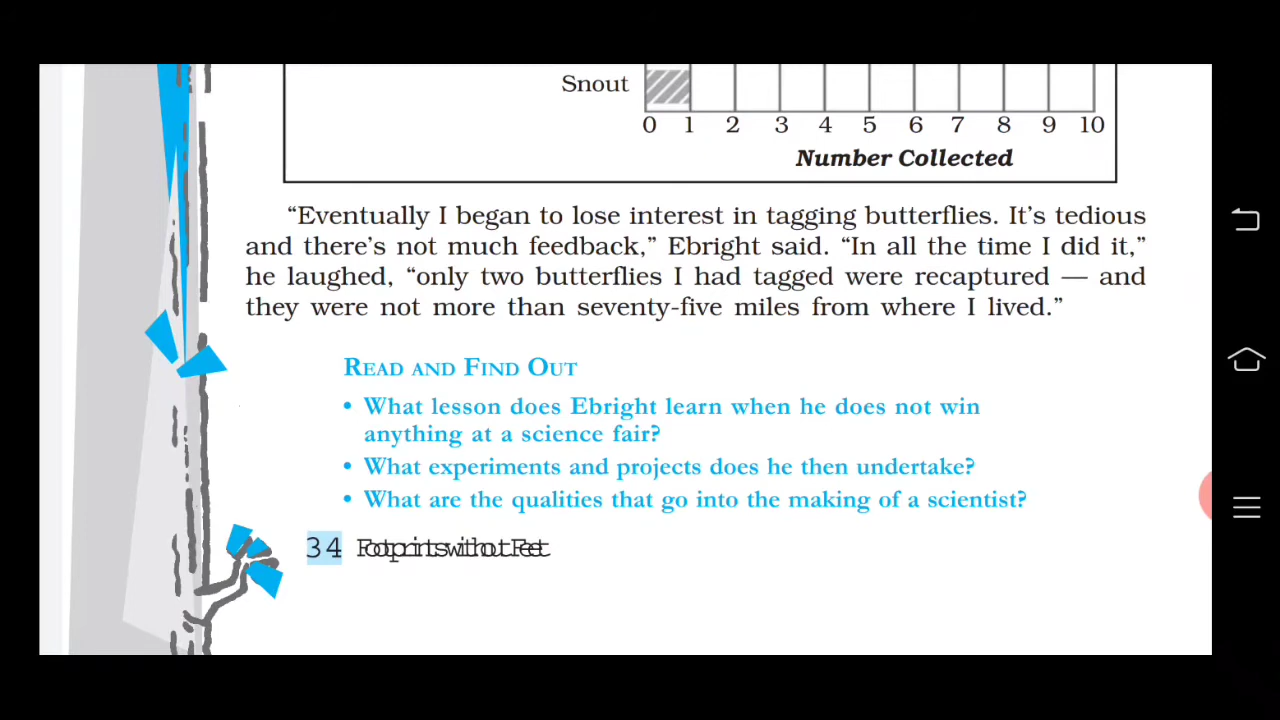 Snout
0 1 2 3 4 5 6 7 8 9 10
Number Collected
“Eventually I began to lose interest in tagging butterflies. It’s tedious
and there’s not much feedback,” Ebright said. “In all the time I did it,”
he laughed, “only two butterflies I had tagged were recaptured — and
they were not more than seventy-five miles from where I lived.”
READ AND FIND OUT
• What lesson does Ebright learn when he does not win
anything at a science fair?
• What experiments and projects does he then undertake?
• What are the qualities that go into the making of a scientist?
34 Footprints without Feet